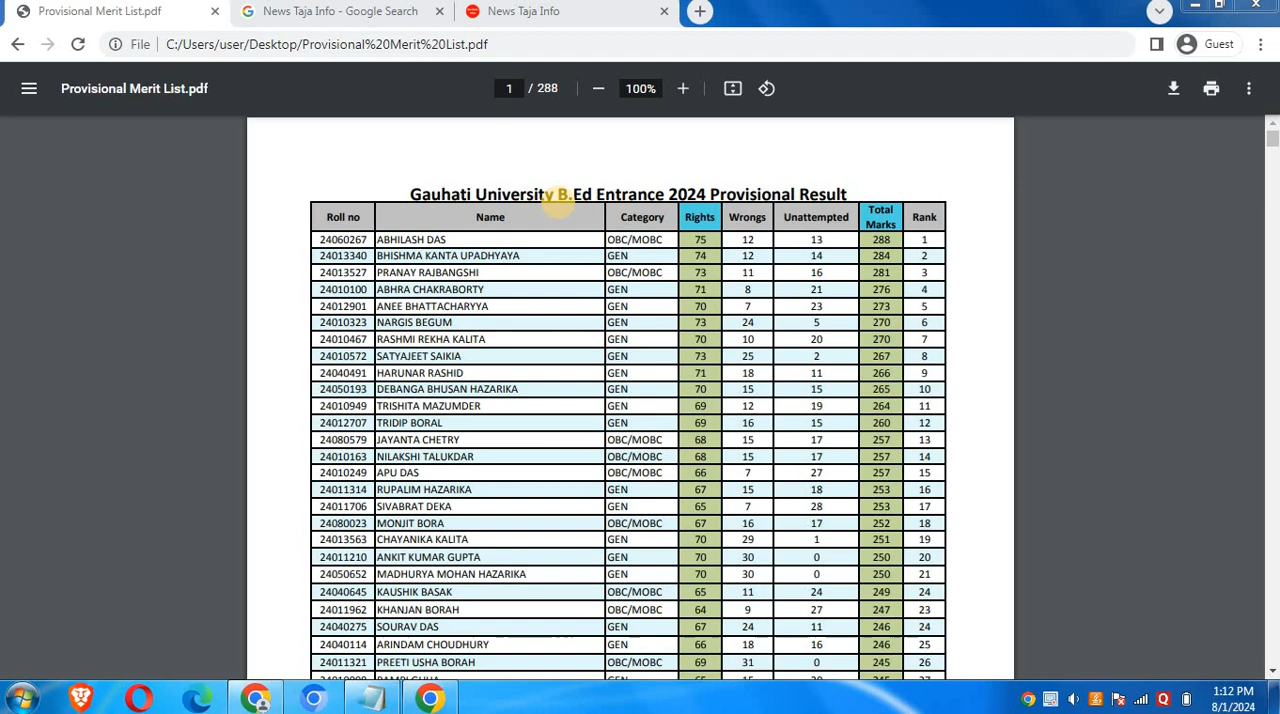 Provisional Merit List.pdf
News Taja Info - Google Search
News Taja Info
File
C:/Users/user/Desktop/Provisional%20Merit%20List.pdf
Guest
Provisional Merit List.pdf
1 / 288
100%
Gauhati University B.Ed Entrance 2024 Provisional Result
Roll no Name Category Rights Wrongs Unattempted Total Marks Rank
24060267 ABHILASH DAS OBC/MOBC 75 12 13 288 1
24013340 BHISHMA KANTA UPADHYAYA GEN 74 12 14 284 2
24013527 PRANAY RAJBANGSHI OBC/MOBC 73 11 16 281 3
24010100 ABHRA CHAKRABORTY GEN 71 8 21 276 4
24012901 ANEE BHATTACHARYYA GEN 70 7 23 273 5
24010323 NARGIS BEGUM GEN 73 24 5 270 6
24010467 RASHMI REKHA KALITA GEN 70 10 20 270 7
24010572 SATYAJEET SAIKIA GEN 73 25 2 267 8
24040491 HARUNAR RASHID GEN 71 18 11 266 9
24050193 DEBANGA BHUSAN HAZARIKA GEN 70 15 15 265 10
24010949 TRISHITA MAZUMDER GEN 69 12 19 264 11
24012707 TRIDIP BORAL GEN 69 16 15 260 12
24080579 JAYANTA CHETRY OBC/MOBC 68 15 17 257 13
24010163 NILAKSHI TALUKDAR OBC/MOBC 68 15 17 257 14
24010249 APU DAS OBC/MOBC 66 7 27 257 15
24011314 RUPALIM HAZARIKA GEN 67 15 18 253 16
24011706 SIVABRAT DEKA GEN 65 7 28 253 17
24080023 MONJIT BORA OBC/MOBC 67 16 17 252 18
24013563 CHAYANIKA KALITA GEN 70 29 1 251 19
24011210 ANKIT KUMAR GUPTA GEN 70 30 0 250 20
24050652 MADHURYA MOHAN HAZARIKA GEN 70 30 0 250 21
24040645 KAUSHIK BASAK OBC/MOBC 65 11 24 249 24
24011962 KHANJAN BORAH OBC/MOBC 64 9 27 247 23
24040275 SOURAV DAS GEN 67 24 11 246 24
24040114 ARINDAM CHOUDHURY GEN 66 18 16 246 25
24011321 PREETI USHA BORAH OBC/MOBC 69 31 0 245 26
1:12 PM
8/1/2024